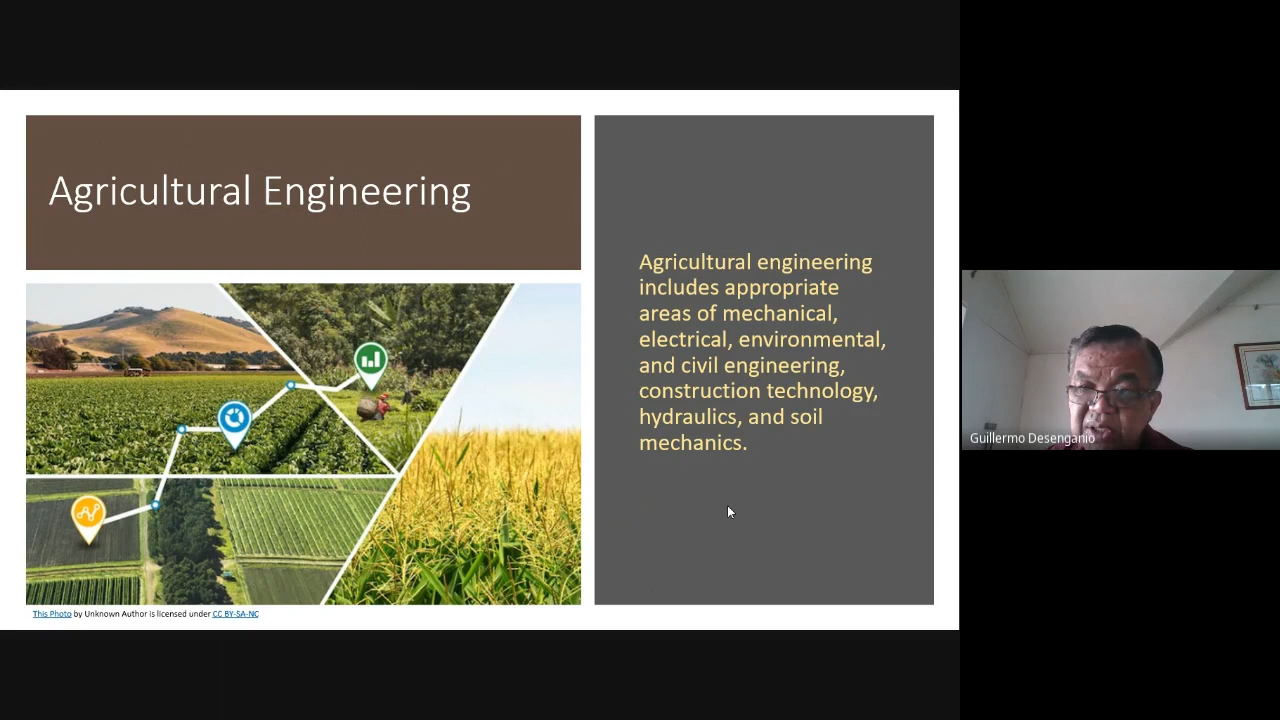 Agricultural Engineering
Agricultural engineering
includes appropriate
areas of mechanical,
electrical, environmental,
and civil engineering,
construction technology,
hydraulics, and soil
mechanics.
This Photo by Unknown Author is licensed under CC BY-SA-NC
Guillermo Desenganio